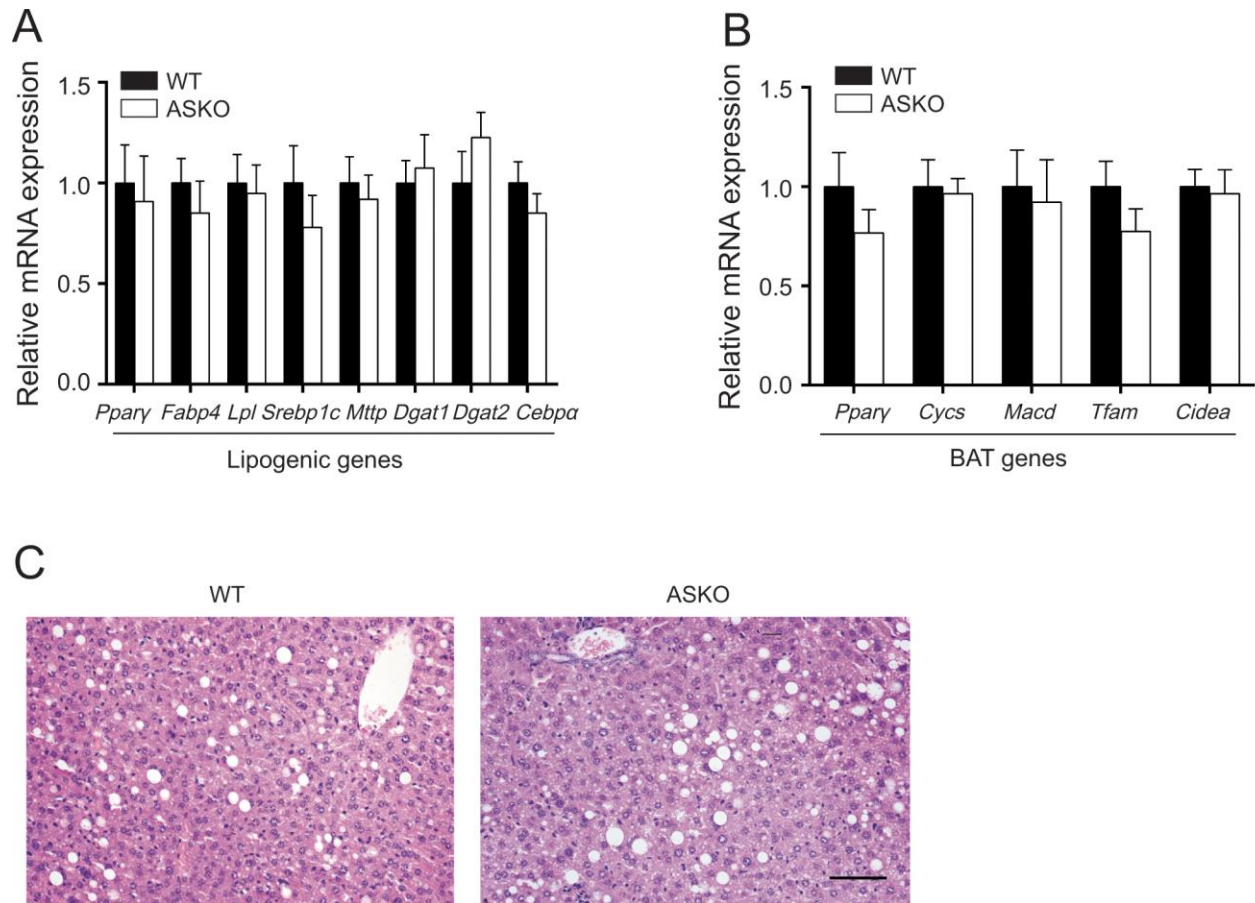 A
WT
ASKO
Relative mRNA expression
1.5
1.0
0.5
0.0
Pparγ Fabp4 Lpl Srebp1c Mttp Dgat1 Dgat2 Cebpα
Lipogenic genes
B
WT
ASKO
Relative mRNA expression
1.5
1.0
0.5
0.0
Pparγ Cycs Macd Tfam Cidea
BAT genes
C
WT
ASKO